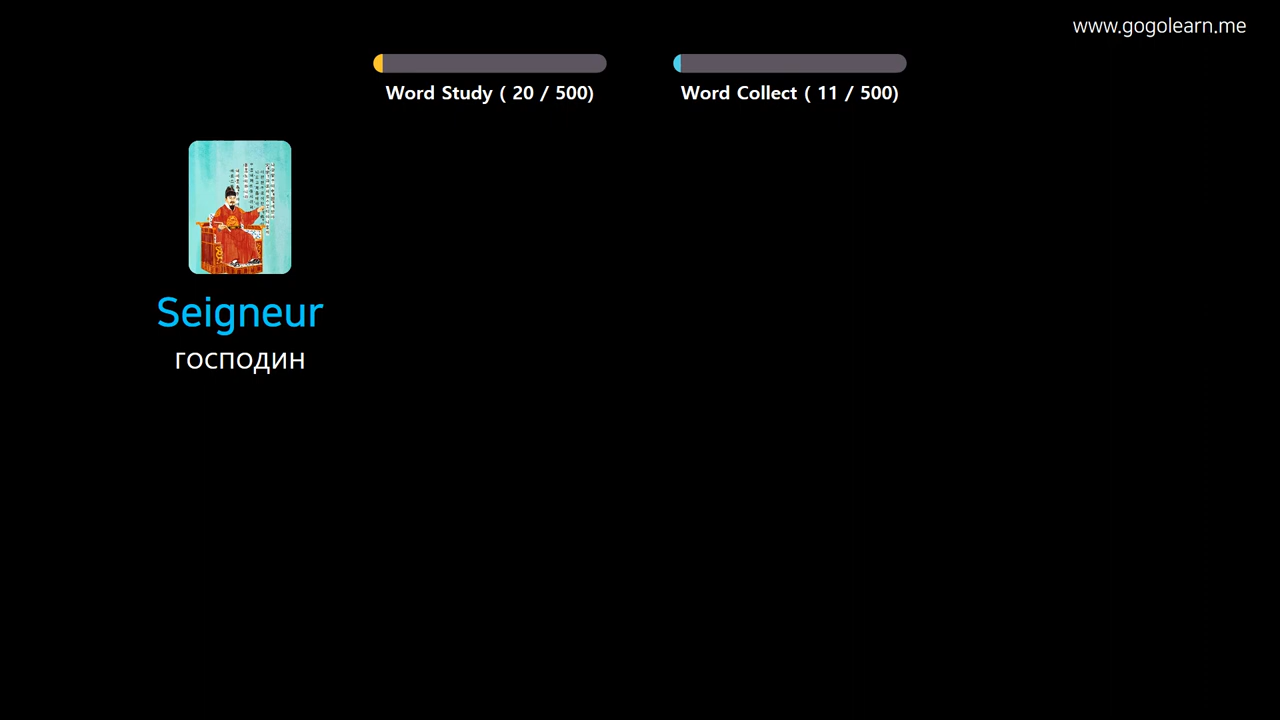 www.gogolearn.me
Word Study ( 20 / 500)
Word Collect ( 11 / 500)
Seigneur
господин